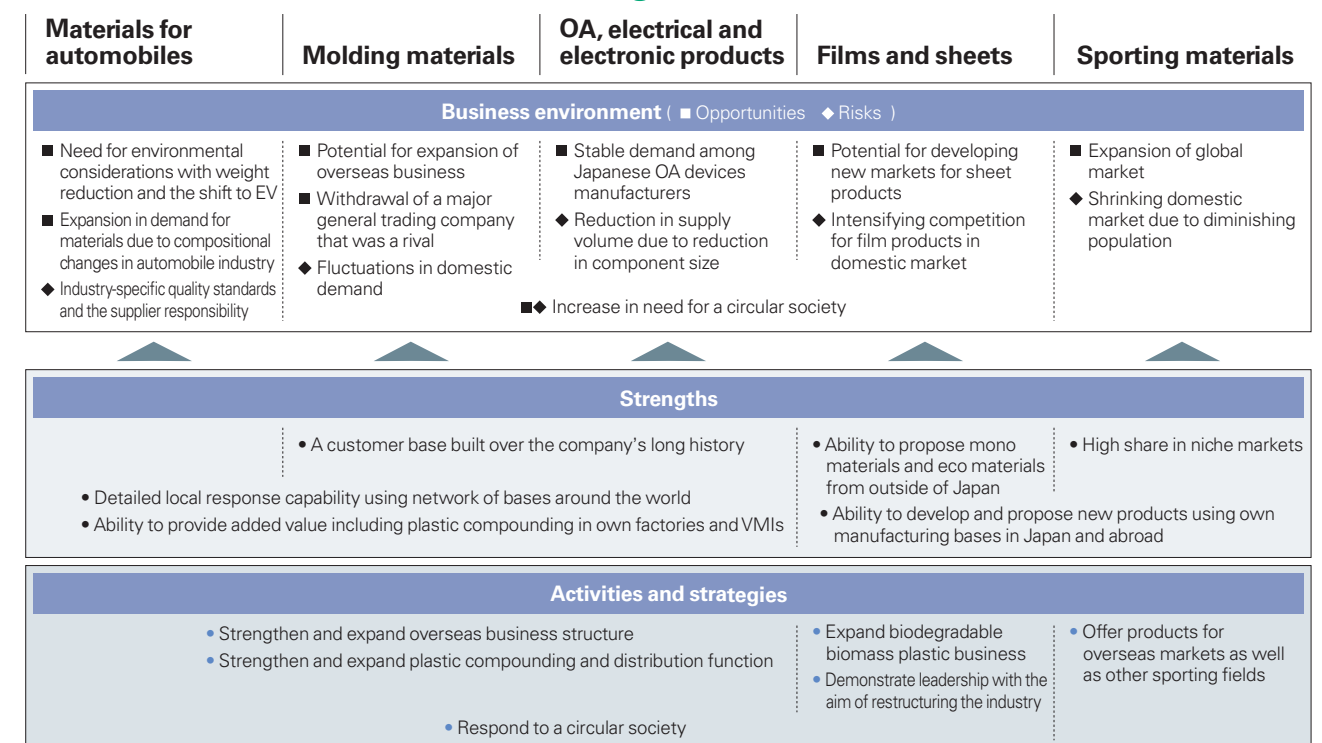 Materials for
automobiles
Molding materials
OA, electrical and
electronic products
Films and sheets
Sporting materials
Business environment ( ■ Opportunities ◆ Risks )
■ Need for environmental
considerations with weight
reduction and the shift to EV
■ Expansion in demand for
materials due to compositional
changes in automobile industry
◆ Industry-specific quality standards
and the supplier responsibility
■ Potential for expansion of
overseas business
■ Withdrawal of a major
general trading company
that was a rival
◆ Fluctuations in domestic
demand
■ Stable demand among
Japanese OA devices
manufacturers
◆ Reduction in supply
volume due to reduction
in component size
■ Potential for developing
new markets for sheet
products
◆ Intensifying competition
for film products in
domestic market
■ Expansion of global
market
◆ Shrinking domestic
market due to diminishing
population
■◆ Increase in need for a circular society
Strengths
• A customer base built over the company's long history
• Detailed local response capability using network of bases around the world
• Ability to provide added value including plastic compounding in own factories and VMIs
• Ability to propose mono
materials and eco materials
from outside of Japan
• High share in niche markets
• Ability to develop and propose new products using own
manufacturing bases in Japan and abroad
Activities and strategies
• Strengthen and expand overseas business structure
• Strengthen and expand plastic compounding and distribution function
• Expand biodegradable
biomass plastic business
• Demonstrate leadership with the
aim of restructuring the industry
• Offer products for
overseas markets as well
as other sporting fields
• Respond to a circular society